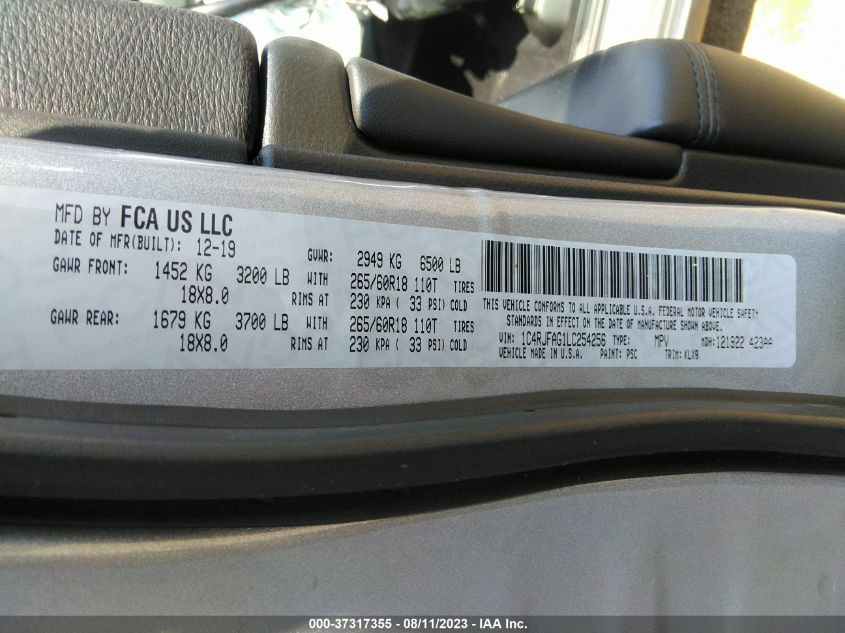 MFD BY FCA US LLC
DATE OF MFR(BUILT): 12-19
GVWR: 2949 KG 6500 LB
GAWR FRONT: 1452 KG 3200 LB WITH 265/60R18 110T TIRES
18X8.0 RIMS AT 230 KPA ( 33 PSI) COLD
GAWR REAR: 1679 KG 3700 LB WITH 265/60R18 110T TIRES
18X8.0 RIMS AT 230 KPA ( 33 PSI) COLD
THIS VEHICLE CONFORMS TO ALL APPLICABLE U.S.A. FEDERAL MOTOR VEHICLE SAFETY
STANDARDS IN EFFECT ON THE DATE OF MANUFACTURE SHOWN ABOVE.
VIN: 1C4RJFAG1LC254256 TYPE: MPV MDH: 121922 423AA
VEHICLE MADE IN U.S.A. PAINT: PSC TRIM: KLX9
000-37317355 - 08/11/2023 - IAA Inc.